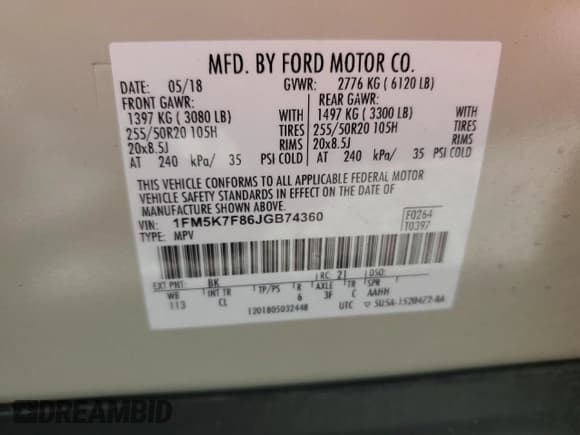 MFD. BY FORD MOTOR CO.
DATE: 05/18 GVWR: 2776 KG ( 6120 LB)
FRONT GAWR: REAR GAWR:
1397 KG ( 3080 LB) WITH 1497 KG ( 3300 LB) WITH
255/50R20 105H TIRES 255/50R20 105H TIRES
20x8.5J RIMS 20x8.5J RIMS
AT 240 kPa/ 35 PSI COLD AT 240 kPa/ 35 PSI COLD
THIS VEHICLE CONFORMS TO ALL APPLICABLE FEDERAL MOTOR
VEHICLE SAFETY STANDARDS IN EFFECT ON THE DATE OF
MANUFACTURE SHOWN ABOVE.
VIN: 1FM5K7F86JGB74360 F0264
TYPE: MPV T0397
EXT PNT: BK RC: 21 DSO:
WB INT TR TP/PS R AXLE TR SPR
113 CL 6 3F C AAHH
1201805032448 UTC ▽ 5U5A-1520472-AA
DREAMBID